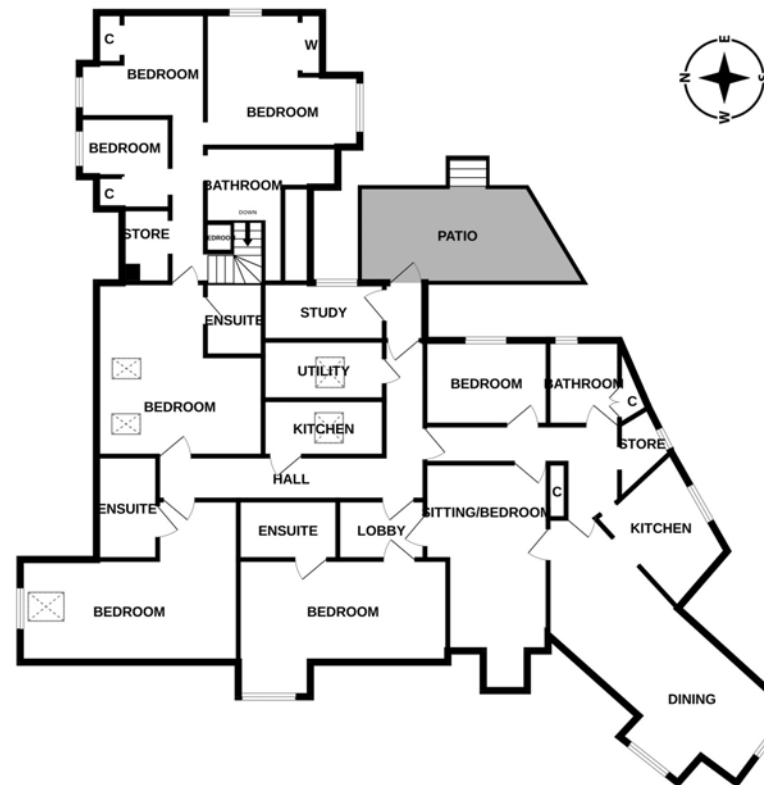 C
W
BEDROOM
BEDROOM
BEDROOM
C
BATHROOM
DOWN
STORE
PATIO
STUDY
ENSUITE
UTILITY
BEDROOM
BEDROOM
BATHROOM
C
KITCHEN
STORE
HALL
C
ENSUITE
ENSUITE
LOBBY
SITTING/BEDROOM
KITCHEN
BEDROOM
BEDROOM
DINING
N
E
S
W